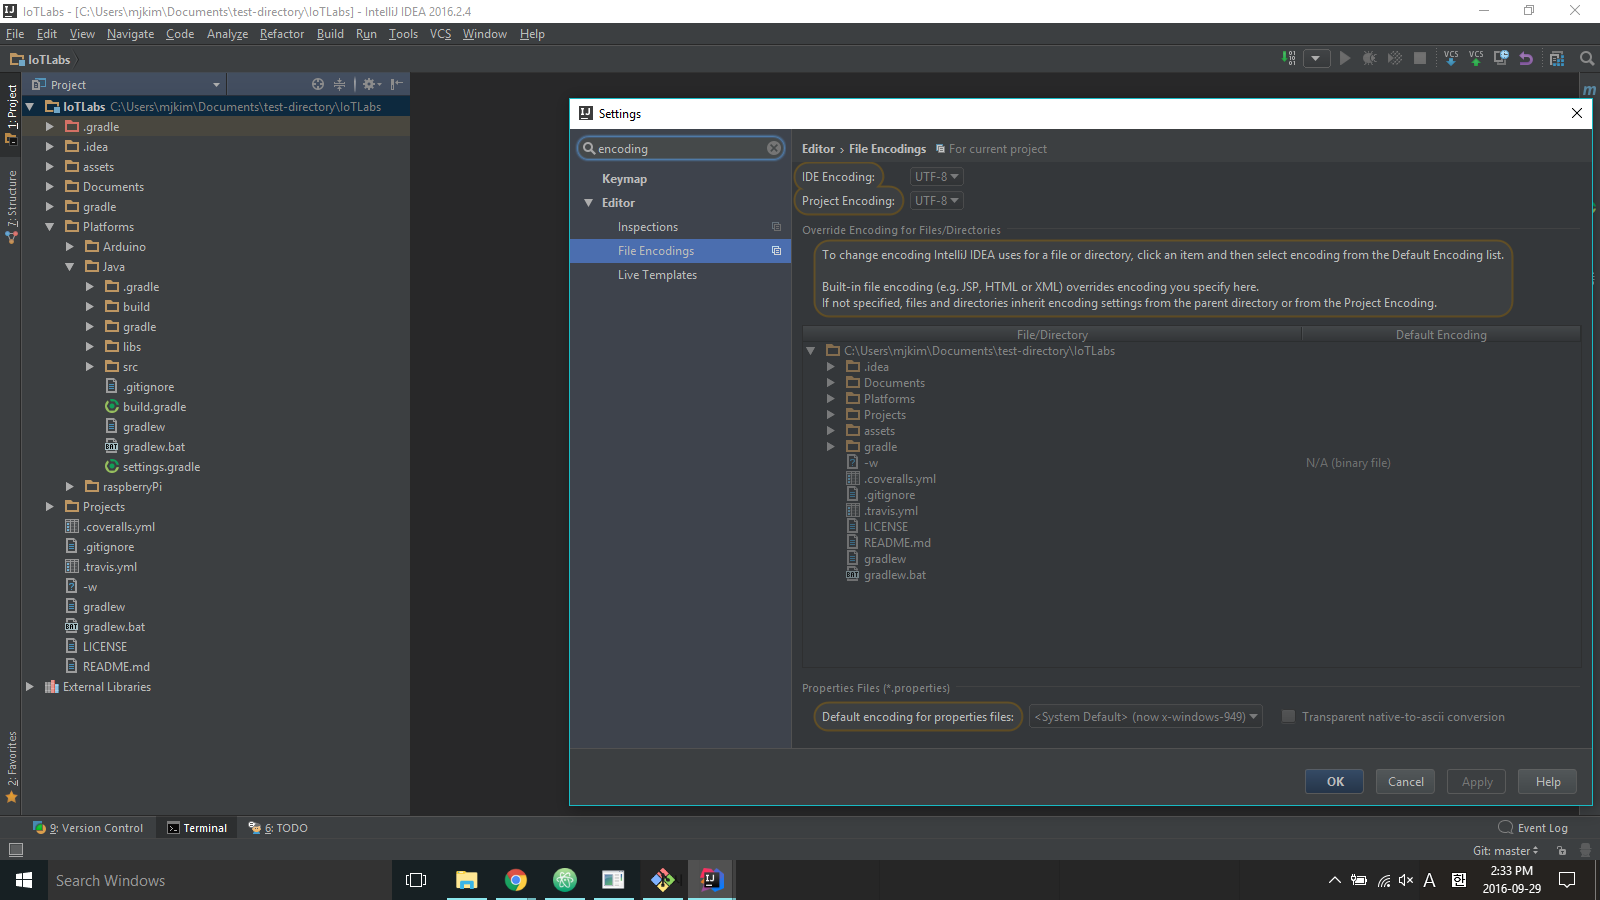 IoTLabs - [C:\Users\mjkim\Documents\test-directory\IoTLabs] - IntelliJ IDEA 2016.2.4
File Edit View Navigate Code Analyze Refactor Build Run Tools VCS Window Help
IoTLabs
VCS VCS
1: Project
7: Structure
2: Favorites
Project
IoTLabs C:\Users\mjkim\Documents\test-directory\IoTLabs
.gradle
.idea
assets
Documents
gradle
Platforms
Arduino
Java
.gradle
build
gradle
libs
src
.gitignore
build.gradle
gradlew
gradlew.bat
settings.gradle
raspberryPi
Projects
.coveralls.yml
.gitignore
.travis.yml
-w
gradlew
gradlew.bat
LICENSE
README.md
External Libraries
Settings
encoding
Keymap
Editor
Inspections
File Encodings
Live Templates
Editor › File Encodings For current project
IDE Encoding: UTF-8
Project Encoding: UTF-8
Override Encoding for Files/Directories
To change encoding IntelliJ IDEA uses for a file or directory, click an item and then select encoding from the Default Encoding list.
Built-in file encoding (e.g. JSP, HTML or XML) overrides encoding you specify here.
If not specified, files and directories inherit encoding settings from the parent directory or from the Project Encoding.
File/Directory Default Encoding
C:\Users\mjkim\Documents\test-directory\IoTLabs
.idea
Documents
Platforms
Projects
assets
gradle
-w N/A (binary file)
.coveralls.yml
.gitignore
.travis.yml
LICENSE
README.md
gradlew
gradlew.bat
Properties Files (*.properties)
Default encoding for properties files: <System Default> (now x-windows-949) Transparent native-to-ascii conversion
OK Cancel Apply Help
m
9: Version Control Terminal 6: TODO Event Log
Git: master
Search Windows
A 한 2:33 PM
2016-09-29